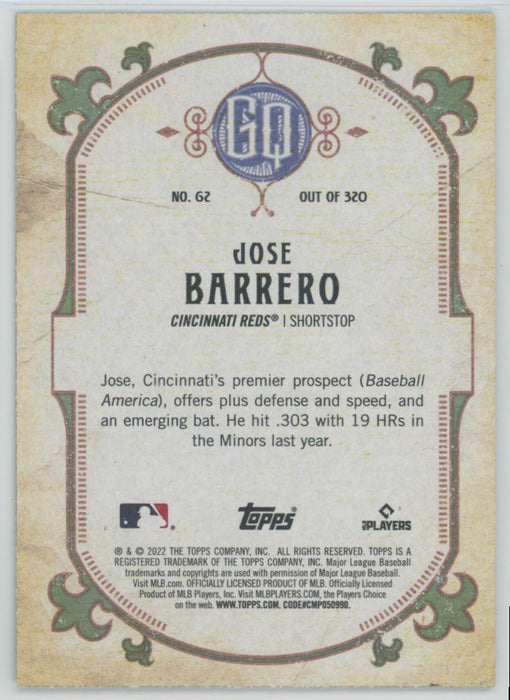 GQ
NO. 62 OUT OF 320
JOSE
BARRERO
CINCINNATI REDS® | SHORTSTOP
Jose, Cincinnati's premier prospect (Baseball
America), offers plus defense and speed, and
an emerging bat. He hit .303 with 19 HRs in
the Minors last year.
topps PLAYERS
® & © 2022 THE TOPPS COMPANY, INC. ALL RIGHTS RESERVED. TOPPS IS A
REGISTERED TRADEMARK OF THE TOPPS COMPANY, INC. Major League Baseball
trademarks and copyrights are used with permission of Major League Baseball.
Visit MLB.com. OFFICIALLY LICENSED PRODUCT OF MLB. Officially Licensed
Product of MLB Players, Inc. Visit MLBPLAYERS.COM, the Players Choice
on the web. WWW.TOPPS.COM. CODE#CMP050990.